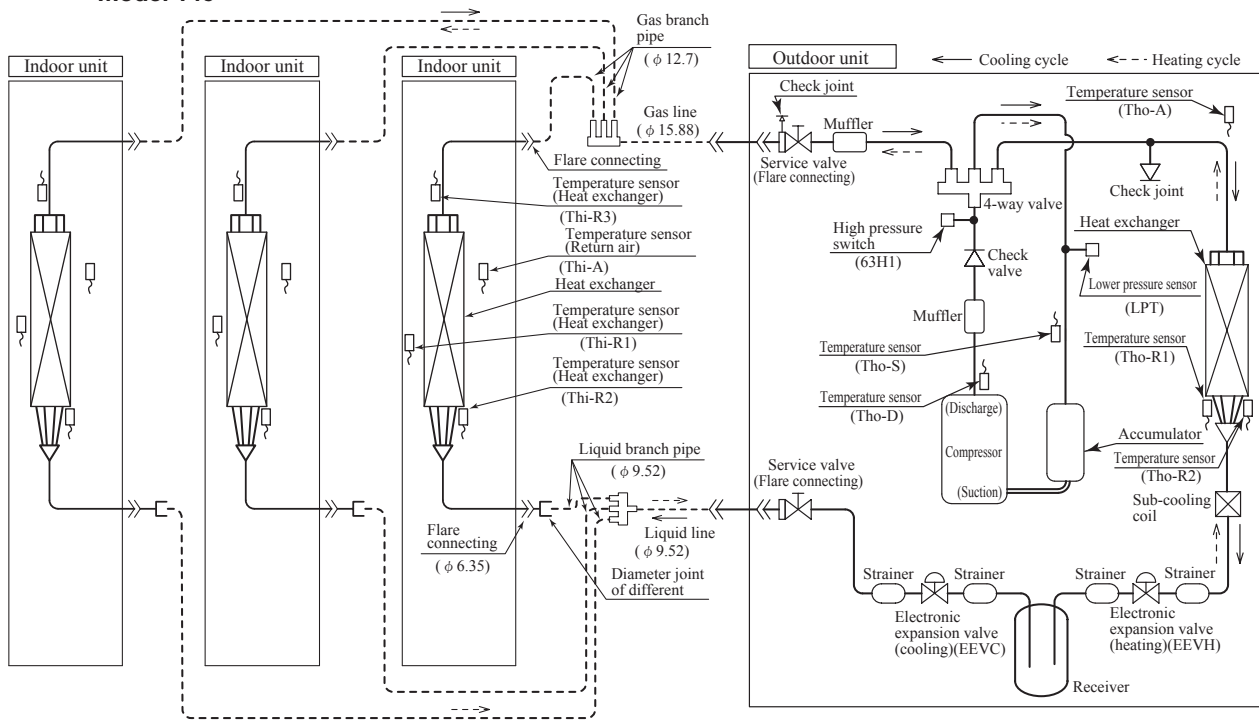 Indoor unit
Indoor unit
Indoor unit
Gas branch
pipe
( φ 12.7)
Gas line
( φ 15.88)
Flare connecting
Temperature sensor
(Heat exchanger)
(Thi-R3)
Temperature sensor
(Return air)
(Thi-A)
Heat exchanger
Temperature sensor
(Heat exchanger)
(Thi-R1)
Temperature sensor
(Heat exchanger)
(Thi-R2)
Liquid branch pipe
( φ 9.52)
Flare
connecting
( φ 6.35)
Liquid line
( φ 9.52)
Diameter joint
of different
Outdoor unit
Cooling cycle
Heating cycle
Check joint
Service valve
(Flare connecting)
Muffler
4-way valve
Temperature sensor
(Tho-A)
Check joint
High pressure
switch
(63H1)
Check
valve
Heat exchanger
Lower pressure sensor
(LPT)
Muffler
Temperature sensor
(Tho-S)
Temperature sensor
(Tho-R1)
Temperature sensor
(Tho-D)
(Discharge)
Compressor
(Suction)
Accumulator
Temperature sensor
(Tho-R2)
Service valve
(Flare connecting)
Sub-cooling
coil
Strainer
Strainer
Strainer
Strainer
Electronic
expansion valve
(cooling)(EEVC)
Electronic
expansion valve
(heating)(EEVH)
Receiver